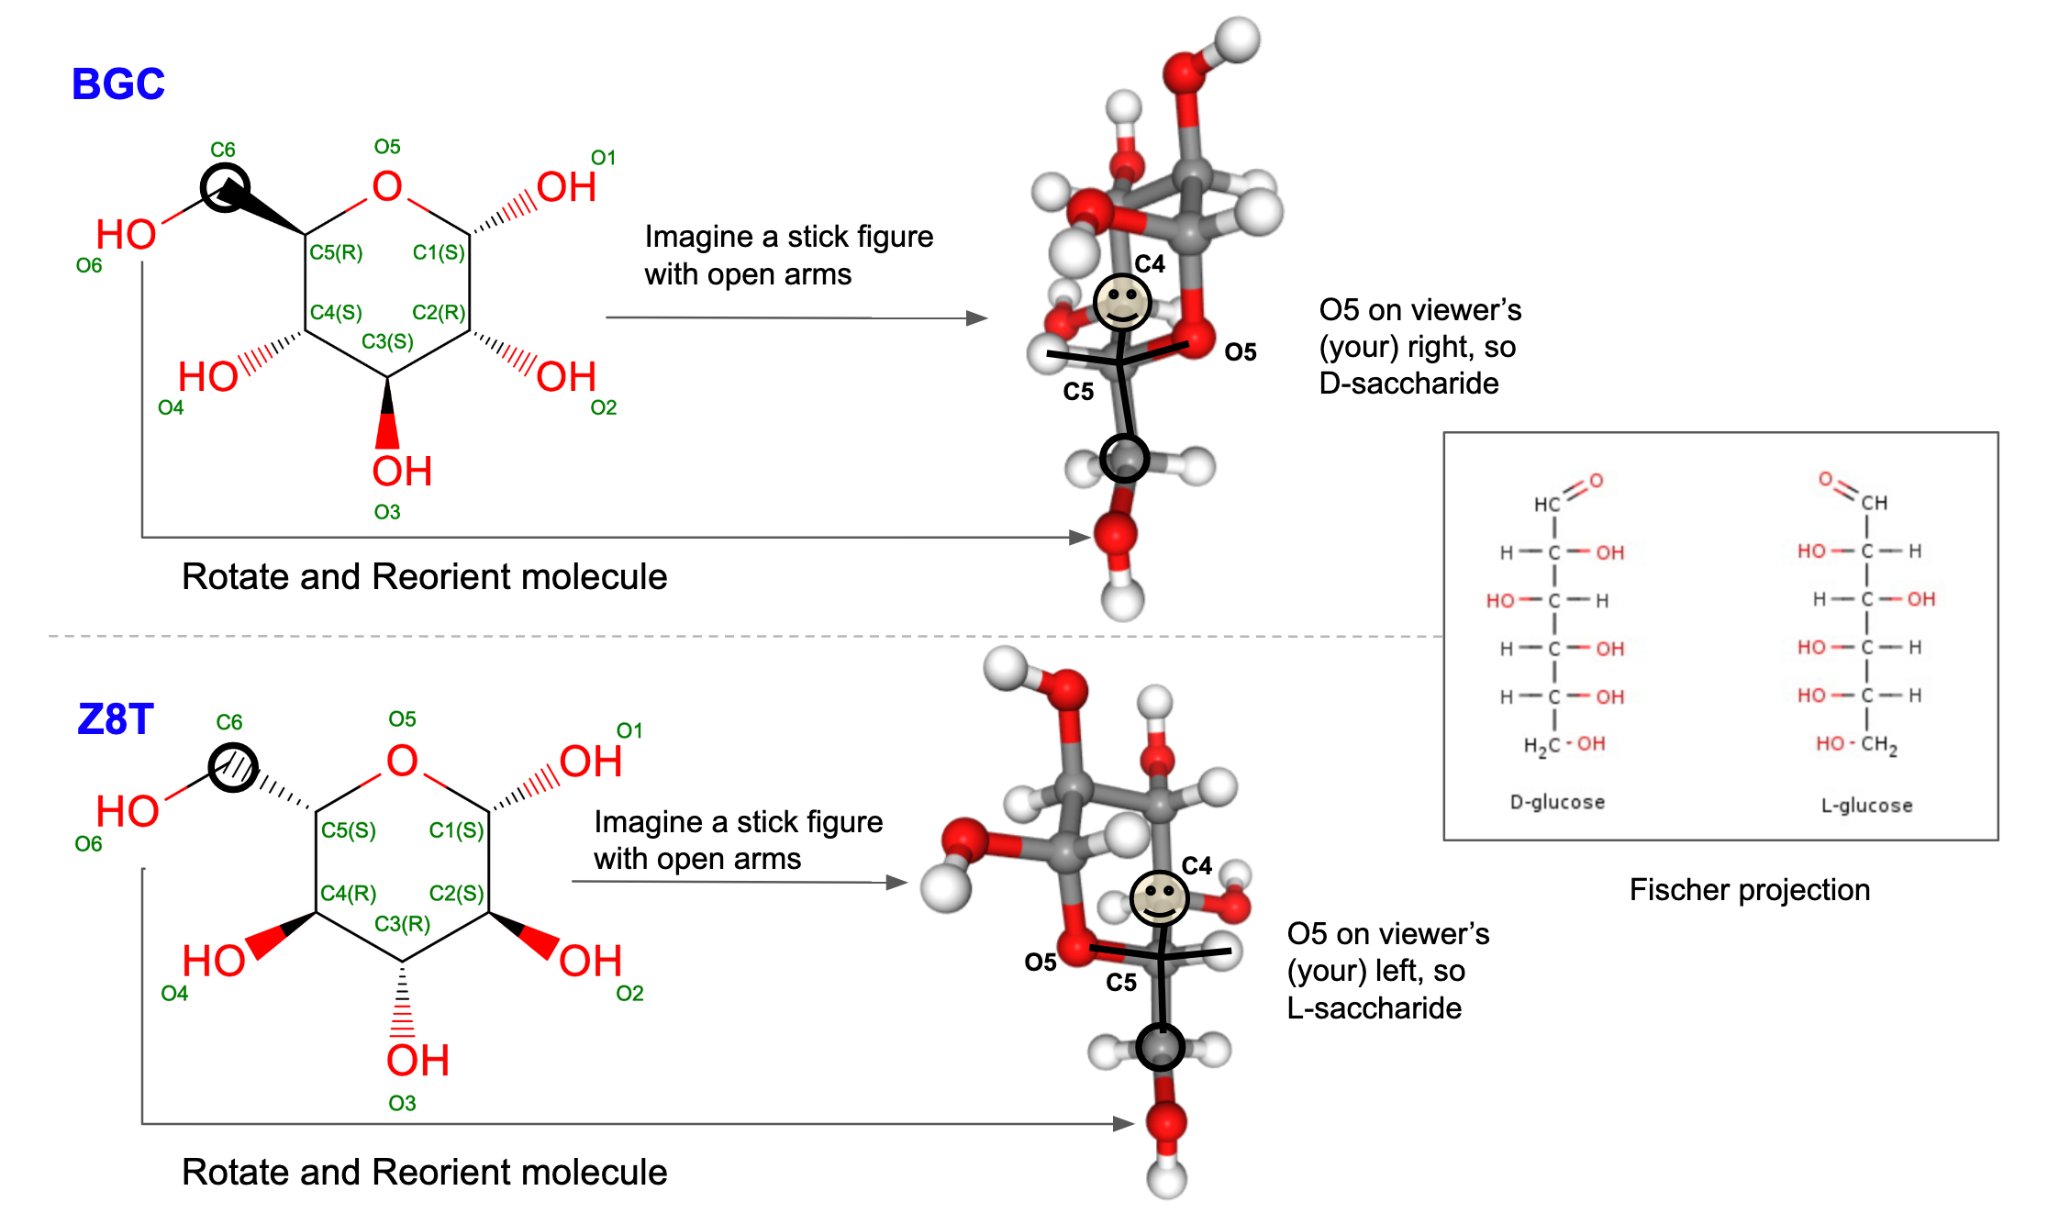 BGC
C6
O5
O1
HO
O
OH
O6
C5(R)
C1(S)
C4(S)
C2(R)
C3(S)
HO
OH
O4
O2
OH
O3
Imagine a stick figure
with open arms
Rotate and Reorient molecule
C4
O5
C5
O5 on viewer’s
(your) right, so
D-saccharide
Z8T
C6
O5
O1
HO
O
OH
O6
C5(S)
C1(S)
C4(R)
C2(S)
C3(R)
HO
OH
O4
O2
OH
O3
Imagine a stick figure
with open arms
Rotate and Reorient molecule
C4
O5
C5
O5 on viewer’s
(your) left, so
L-saccharide
O
HC
H C OH
HO C H
H C OH
H C OH
H2C - OH
D-glucose
O
CH
HO C H
H C OH
HO C H
HO C H
HO - CH2
L-glucose
Fischer projection